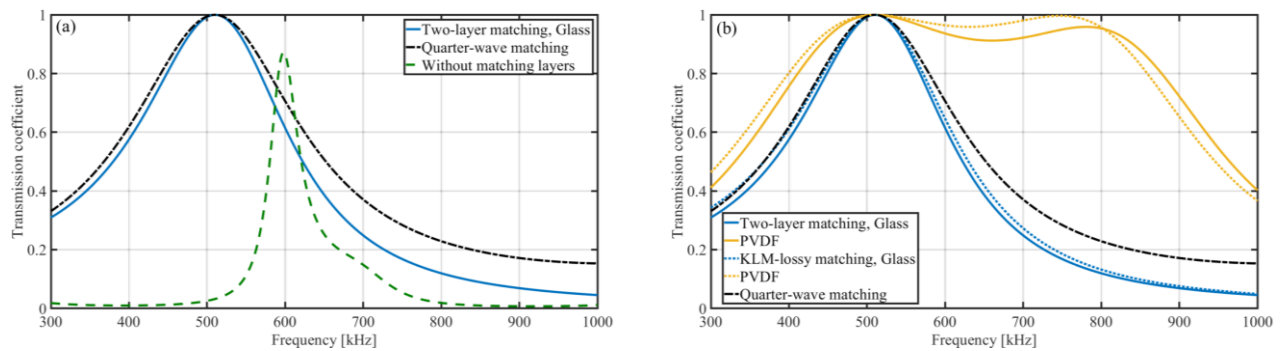 (a)
Two-layer matching, Glass
Quarter-wave matching
Without matching layers
Transmission coefficient
1
0.8
0.6
0.4
0.2
0
300 400 500 600 700 800 900 1000
Frequency [kHz]
(b)
Two-layer matching, Glass
PVDF
KLM-lossy matching, Glass
PVDF
Quarter-wave matching
Transmission coefficient
1
0.8
0.6
0.4
0.2
0
300 400 500 600 700 800 900 1000
Frequency [kHz]